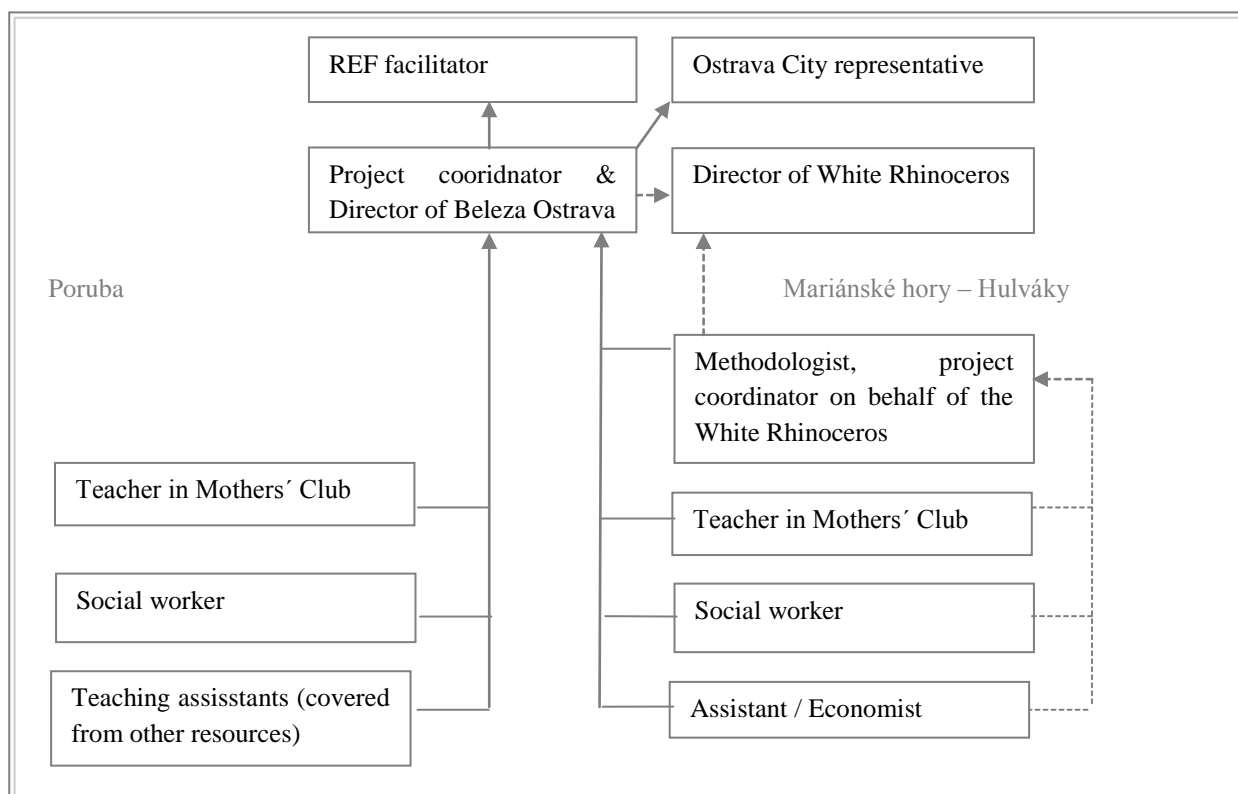 REF facilitator
Ostrava City representative
Project cooridnator &
Director of Beleza Ostrava
Director of White Rhinoceros
Poruba
Mariánské hory – Hulváky
Methodologist, project
coordinator on behalf of the
White Rhinoceros
Teacher in Mothers´ Club
Teacher in Mothers´ Club
Social worker
Social worker
Teaching assisstants (covered
from other resources)
Assistant / Economist